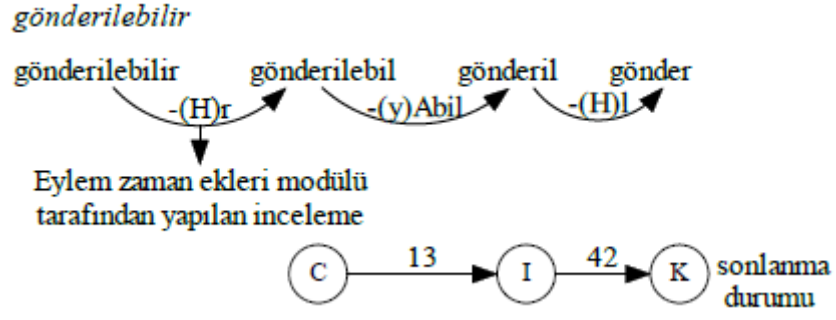 gönderilebilir
gönderilebilir gönderilebil gönderil gönder
-(H)r -(y)Abil -(H)l
Eylem zaman ekleri modülü
tarafından yapılan inceleme
C 13 I 42 K sonlanma
durumu